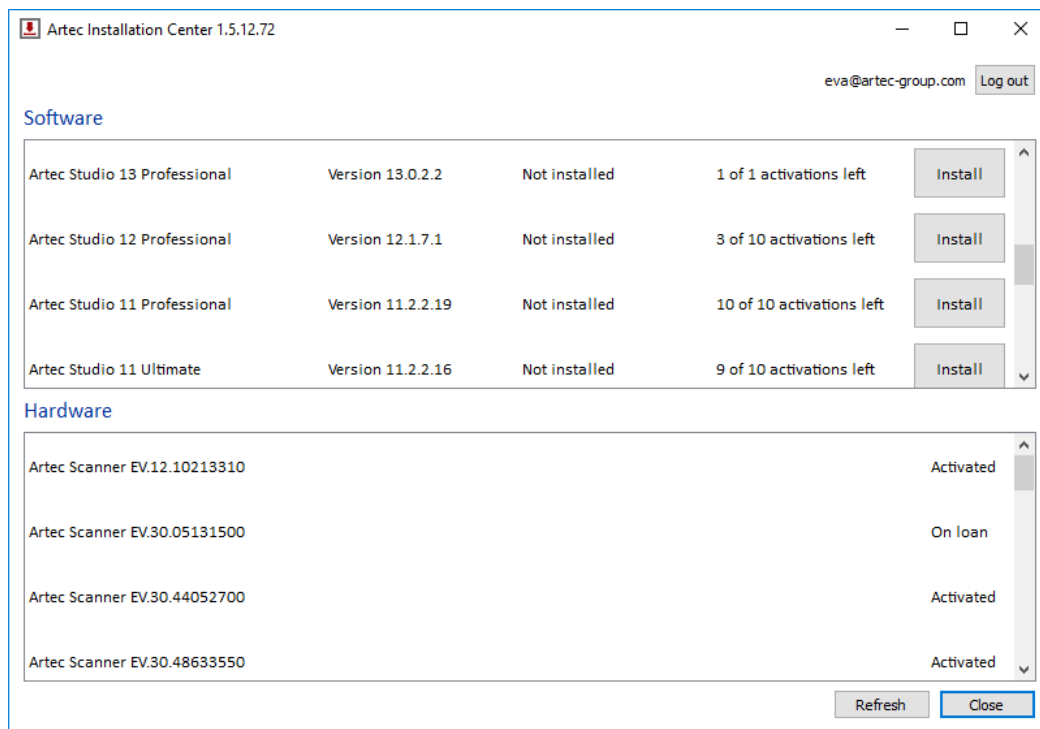 Artec Installation Center 1.5.12.72
eva@artec-group.com Log out
Software
Artec Studio 13 Professional Version 13.0.2.2 Not installed 1 of 1 activations left Install
Artec Studio 12 Professional Version 12.1.7.1 Not installed 3 of 10 activations left Install
Artec Studio 11 Professional Version 11.2.2.19 Not installed 10 of 10 activations left Install
Artec Studio 11 Ultimate Version 11.2.2.16 Not installed 9 of 10 activations left Install
Hardware
Artec Scanner EV.12.10213310 Activated
Artec Scanner EV.30.05131500 On loan
Artec Scanner EV.30.44052700 Activated
Artec Scanner EV.30.48633550 Activated
Refresh Close